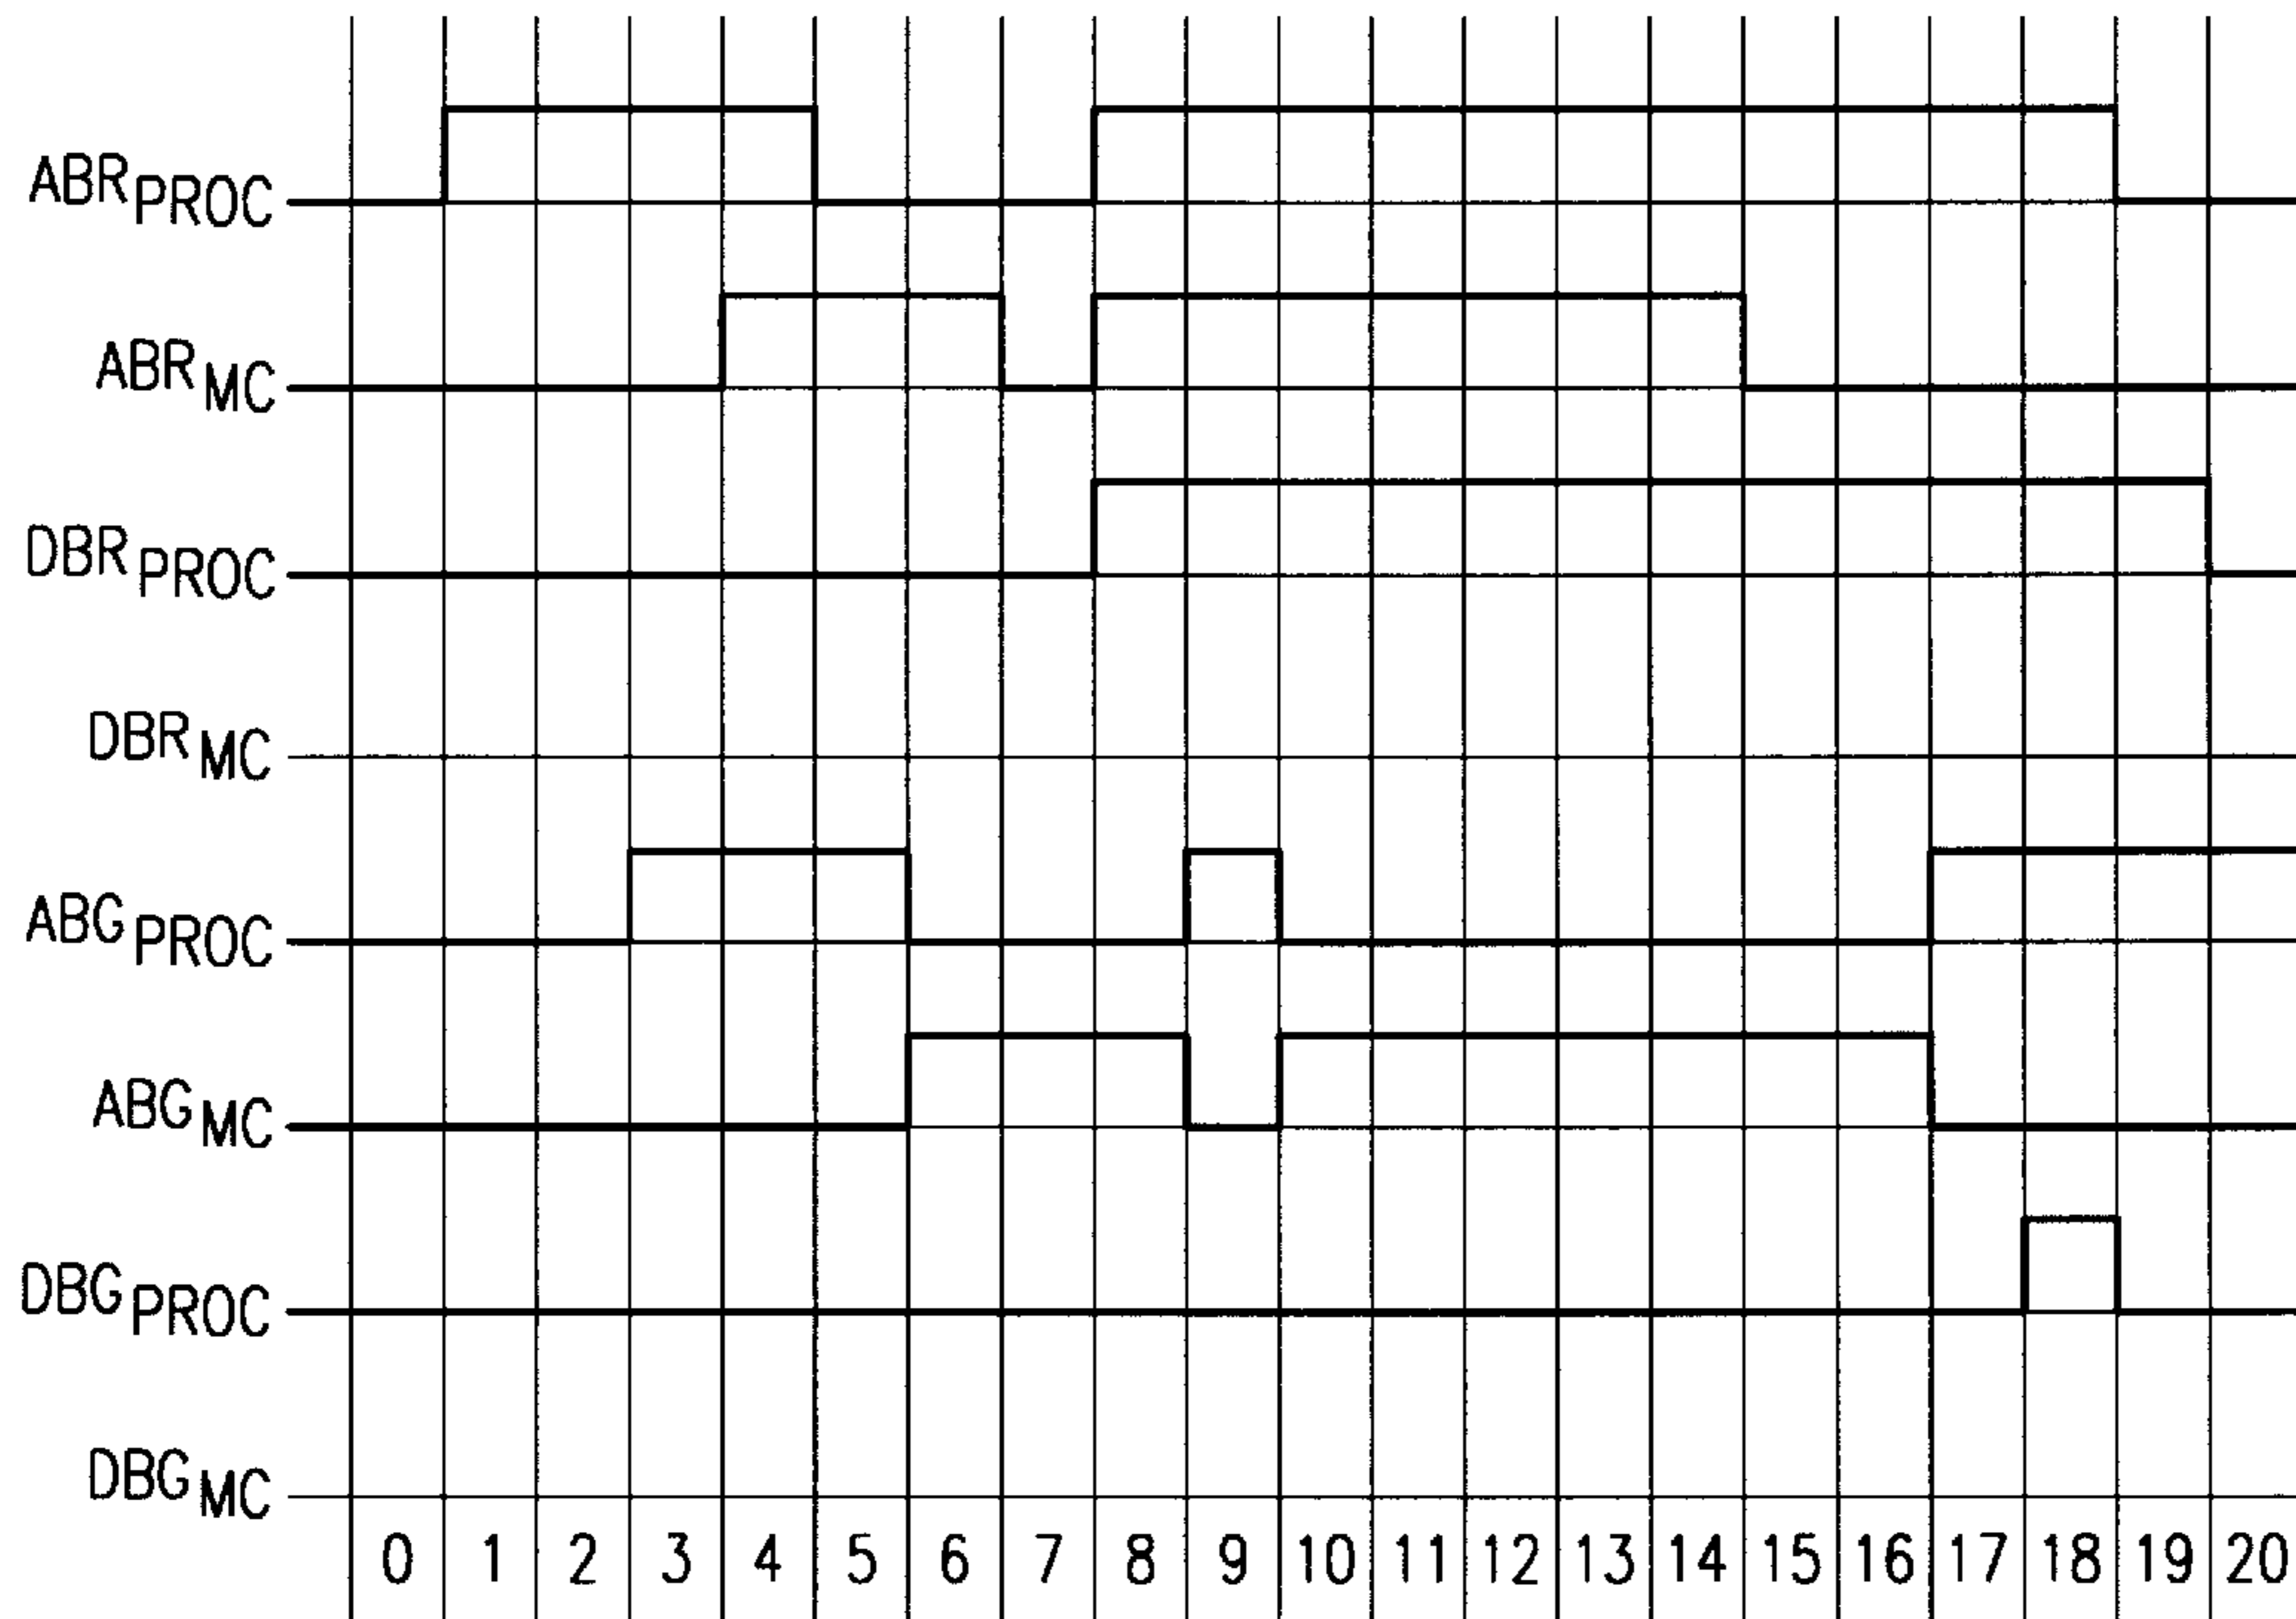 ABR PROC
ABR MC
DBR PROC
DBR MC
ABG PROC
ABG MC
DBG PROC
DBG MC
0 1 2 3 4 5 6 7 8 9 10 11 12 13 14 15 16 17 18 19 20